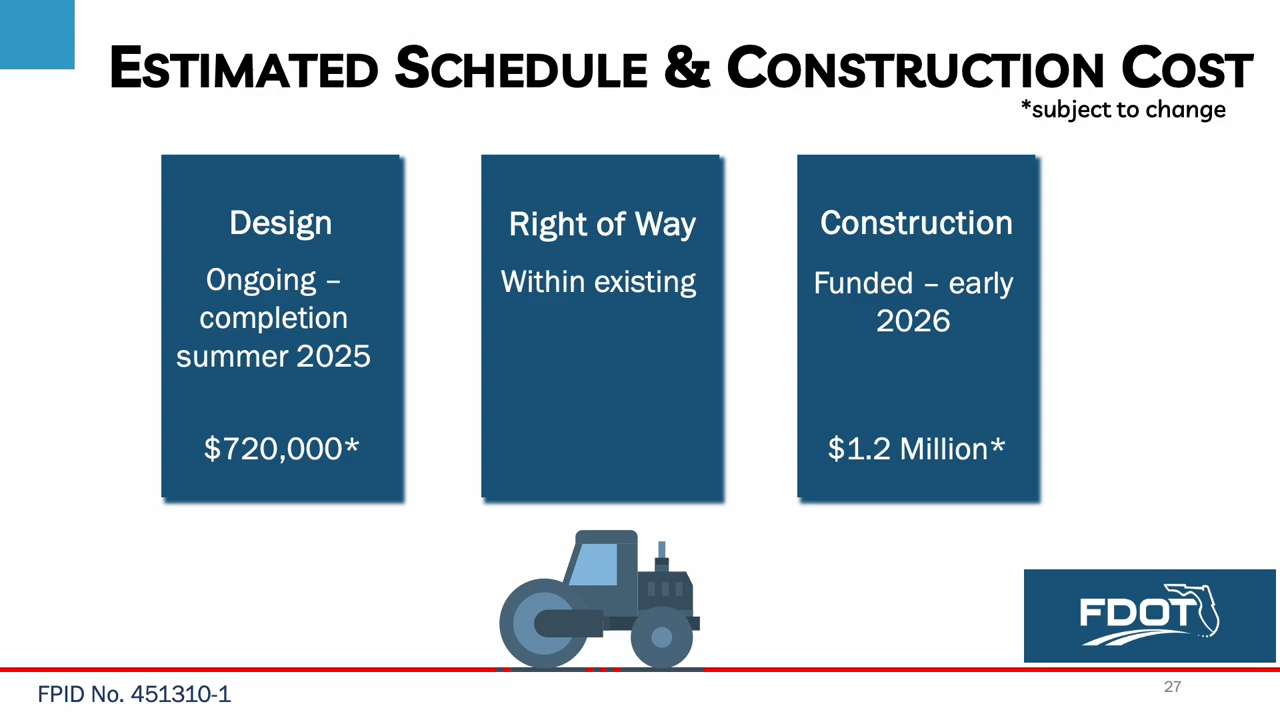 ESTIMATED SCHEDULE & CONSTRUCTION COST
*subject to change
Design
Ongoing –
completion
summer 2025
$720,000*
Right of Way
Within existing
Construction
Funded – early
2026
$1.2 Million*
FDOT
FPID No. 451310-1
27